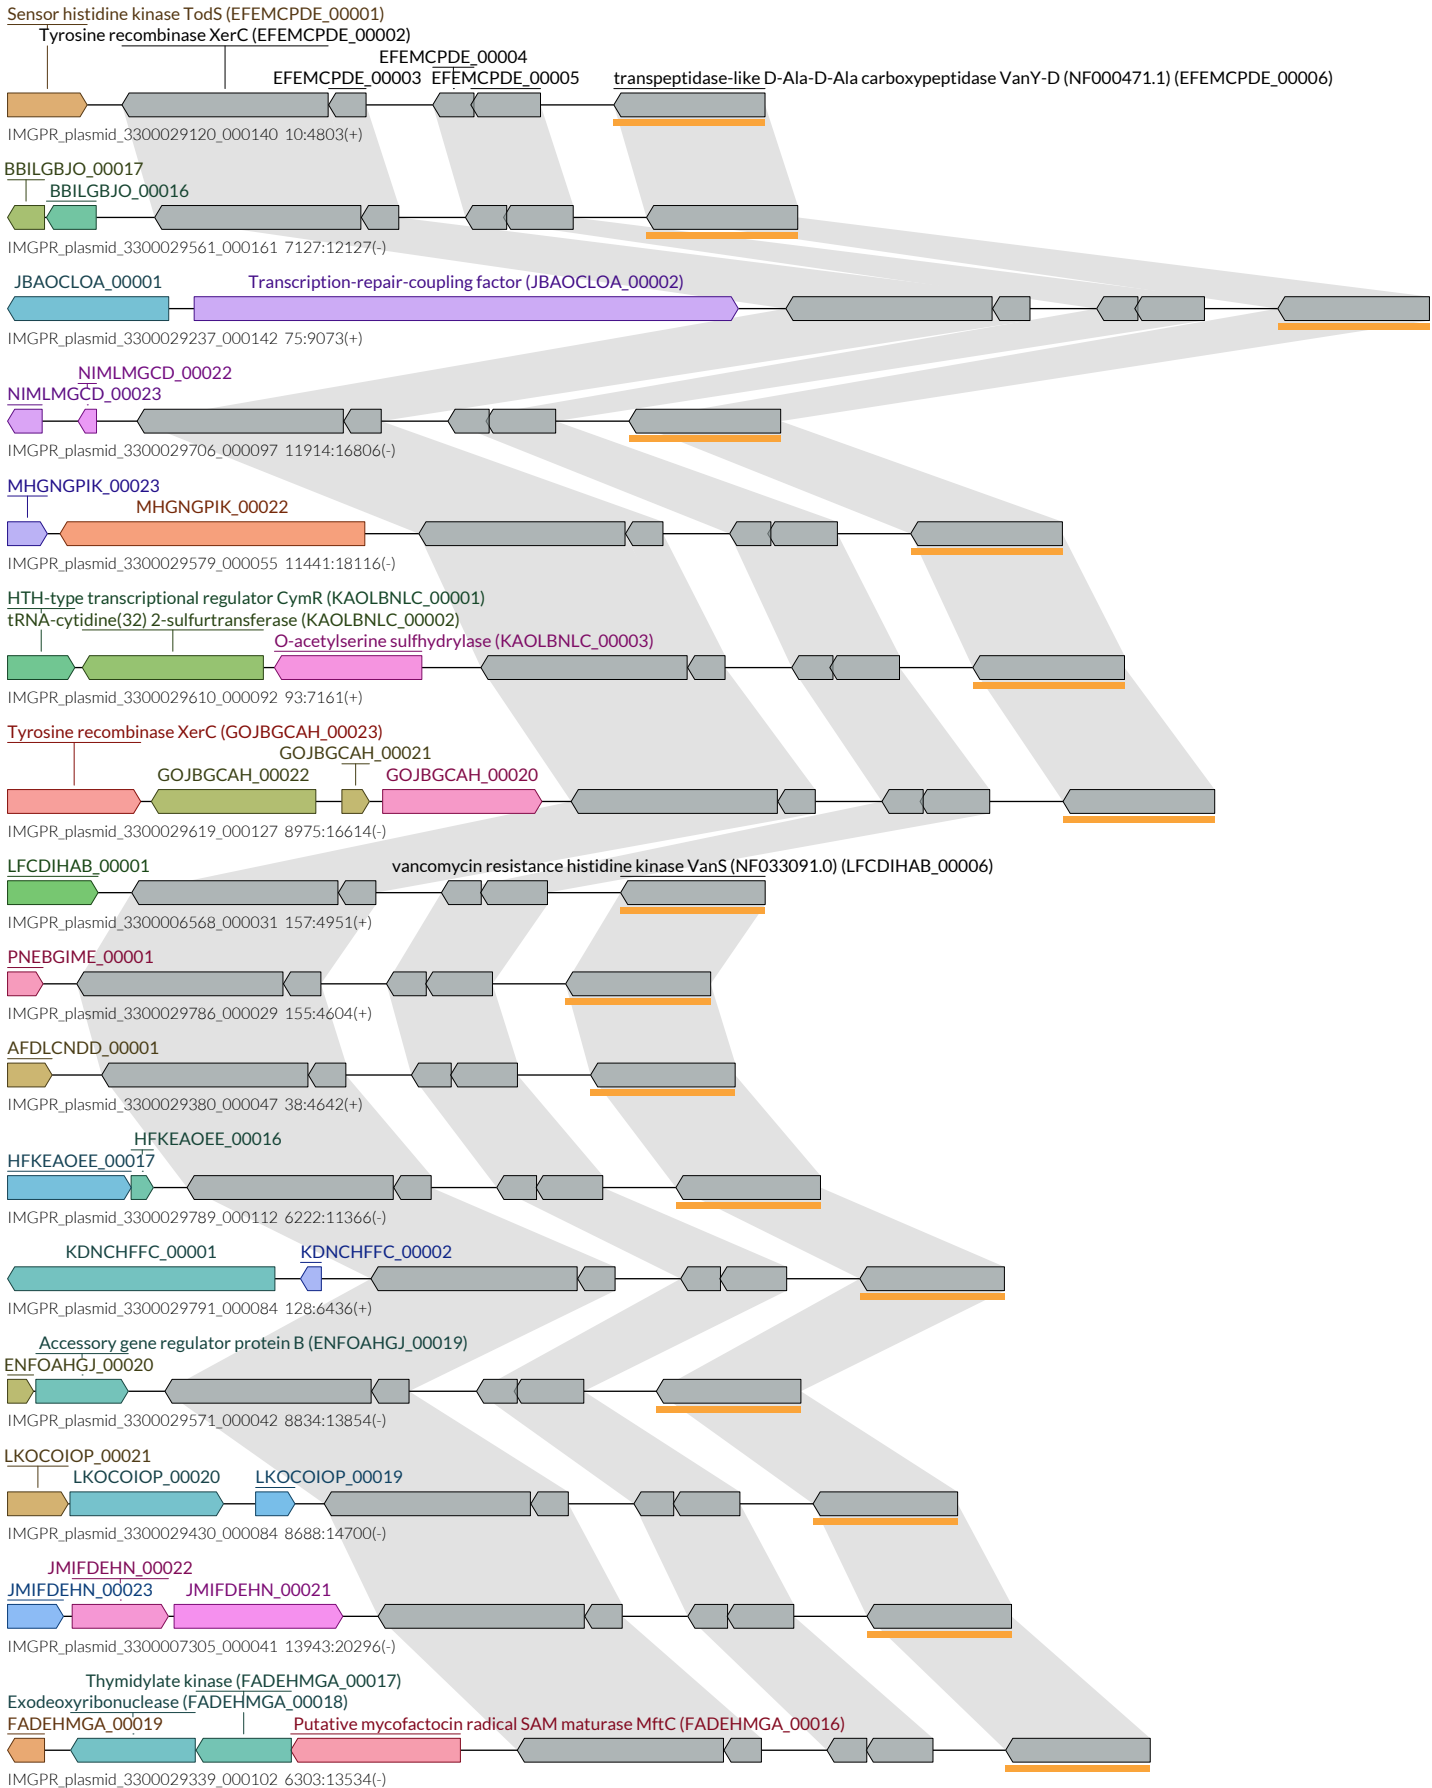 Sensor histidine kinase TodS (EFEMCPDE_00001)
Tyrosine recombinase XerC (EFEMCPDE_00002)
EFEMCPDE_00004
EFEMCPDE_00003 EFEMCPDE_00005 transpeptidase-like D-Ala-D-Ala carboxypeptidase VanY-D (NF000471.1) (EFEMCPDE_00006)
IMGPR_plasmid_3300029120_000140 10:4803(+)
BBILGBJO_00017
BBILGBJO_00016
IMGPR_plasmid_3300029561_000161 7127:12127(-)
JBAOCLOA_00001 Transcription-repair-coupling factor (JBAOCLOA_00002)
IMGPR_plasmid_3300029237_000142 75:9073(+)
NIMLMGCD_00022
NIMLMGCD_00023
IMGPR_plasmid_3300029706_000097 11914:16806(-)
MHGNGPIK_00023
MHGNGPIK_00022
IMGPR_plasmid_3300029579_000055 11441:18116(-)
HTH-type transcriptional regulator CymR (KAOLBNLC_00001)
tRNA-cytidine(32) 2-sulfurtransferase (KAOLBNLC_00002)
O-acetylserine sulfhydrylase (KAOLBNLC_00003)
IMGPR_plasmid_3300029610_000092 93:7161(+)
Tyrosine recombinase XerC (GOJBGCAH_00023)
GOJBGCAH_00021
GOJBGCAH_00022 GOJBGCAH_00020
IMGPR_plasmid_3300029619_000127 8975:16614(-)
LFCDIHAB_00001 vancomycin resistance histidine kinase VanS (NF033091.0) (LFCDIHAB_00006)
IMGPR_plasmid_3300006568_000031 157:4951(+)
PNEBGIME_00001
IMGPR_plasmid_3300029786_000029 155:4604(+)
AFDLCNDD_00001
IMGPR_plasmid_3300029380_000047 38:4642(+)
HFKEAOEE_00016
HFKEAOEE_00017
IMGPR_plasmid_3300029789_000112 6222:11366(-)
KDNCHFFC_00001 KDNCHFFC_00002
IMGPR_plasmid_3300029791_000084 128:6436(+)
Accessory gene regulator protein B (ENFOAHGJ_00019)
ENFOAHGJ_00020
IMGPR_plasmid_3300029571_000042 8834:13854(-)
LKOCOIOP_00021
LKOCOIOP_00020 LKOCOIOP_00019
IMGPR_plasmid_3300029430_000084 8688:14700(-)
JMIFDEHN_00022
JMIFDEHN_00023 JMIFDEHN_00021
IMGPR_plasmid_3300007305_000041 13943:20296(-)
Thymidylate kinase (FADEHMGA_00017)
Exodeoxyribonuclease (FADEHMGA_00018)
FADEHMGA_00019 Putative mycofactocin radical SAM maturase MftC (FADEHMGA_00016)
IMGPR_plasmid_3300029339_000102 6303:13534(-)